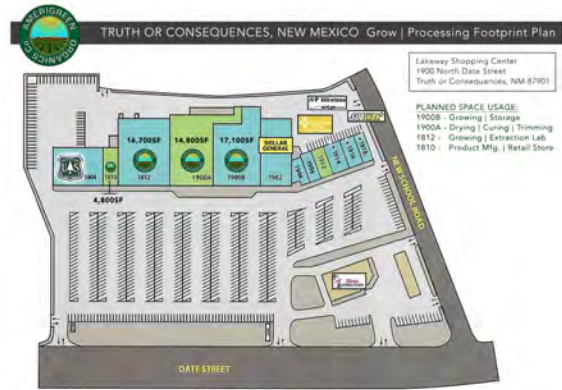 AMERIGREEN ORGANICS CO
TRUTH OR CONSEQUENCES, NEW MEXICO Grow | Processing Footprint Plan
Lakeway Shopping Center
1900 North Date Street
Truth or Consequences, NM 87901
PLANNED SPACE USAGE:
1900B - Growing | Storage
1900A - Drying | Curing | Trimming
1812 - Growing | Extraction Lab
1810 - Product Mfg. | Retail Store
SUBWAY
16,700SF
14,800SF
17,100SF
DOLLAR
GENERAL
1804
1810
1812
1900A
1900B
1902
4,800SF
NEW SCHOOL ROAD
DATE STREET